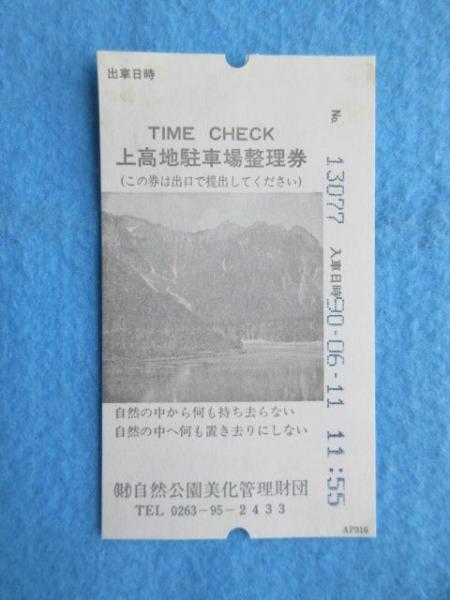 出車日時
TIME CHECK
上高地駐車場整理券
(この券は出口で提出してください)
自然の中から何も持ち去らない
自然の中へ何も置き去りにしない
(財)自然公園美化管理財団
TEL 0263-95-2433
AP316
No. 13077 入車日時 90-06-11 11:55